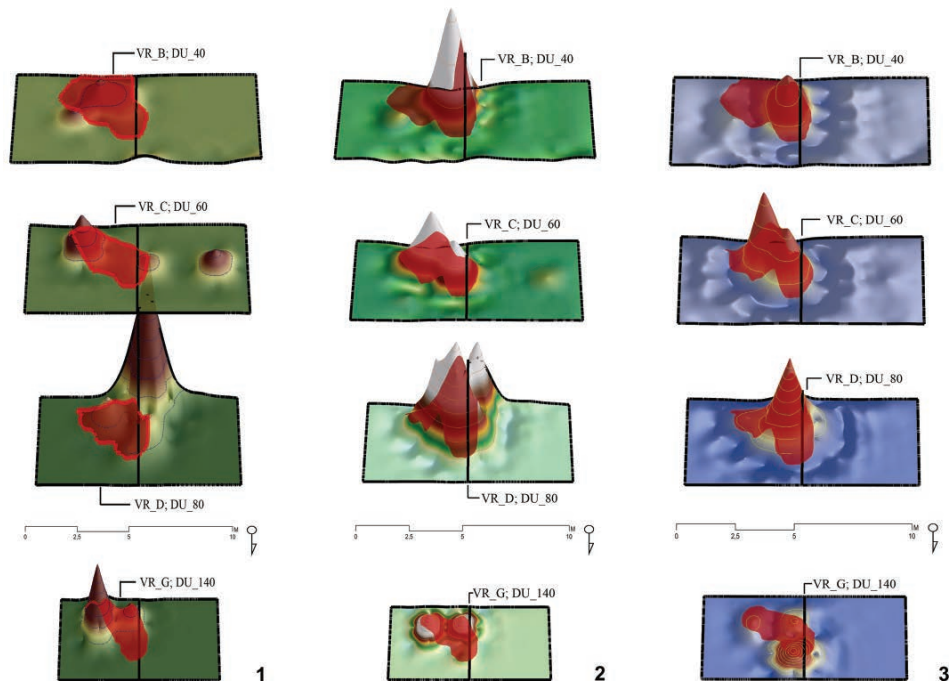 VR_B; DU_40
VR_B; DU_40
VR_B; DU_40
VR_C; DU_60
VR_C; DU_60
VR_C; DU_60
VR_D; DU_80
VR_D; DU_80
VR_D; DU_80
0 2,5 5 10 M
0 2,5 5 10 M
0 2,5 5 10 M
VR_G; DU_140
VR_G; DU_140
VR_G; DU_140
1
2
3